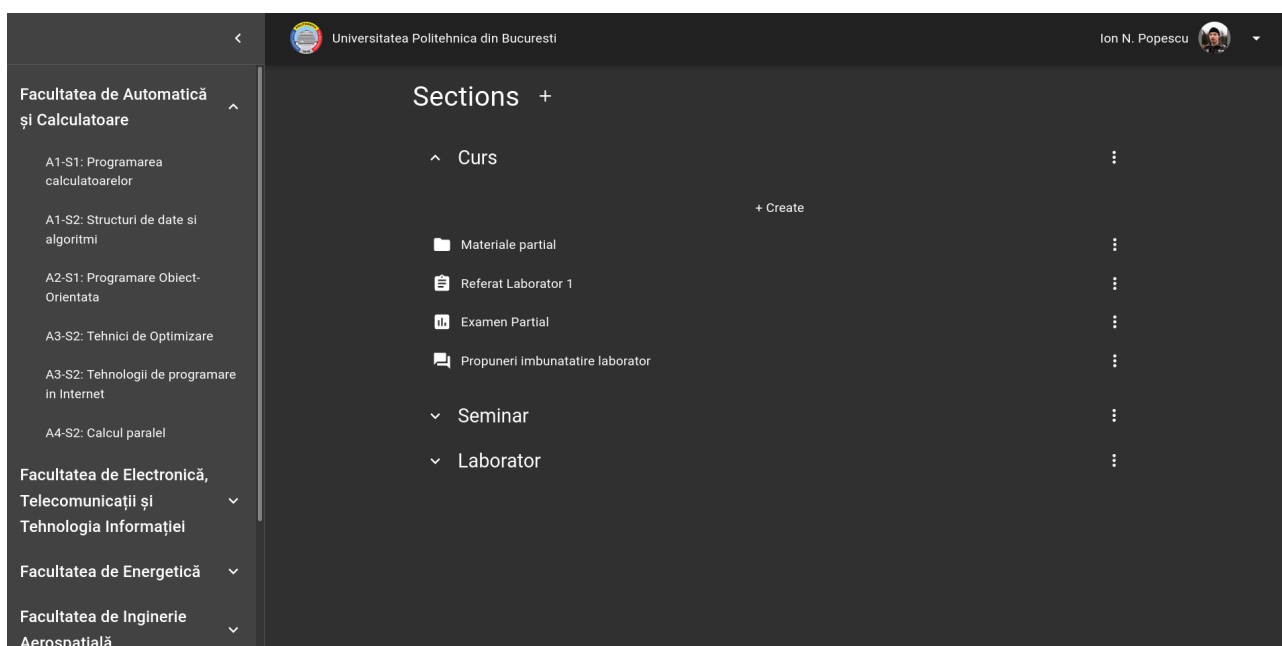 Universitatea Politehnica din Bucuresti
Ion N. Popescu
Facultatea de Automatică
și Calculatoare
A1-S1: Programarea
calculatoarelor
A1-S2: Structuri de date si
algoritmi
A2-S1: Programare Obiect-
Orientata
A3-S2: Tehnici de Optimizare
A3-S2: Tehnologii de programare
in Internet
A4-S2: Calcul paralel
Facultatea de Electronică,
Telecomunicații și
Tehnologia Informației
Facultatea de Energetică
Facultatea de Inginerie
Aerospațială
Sections +
Curs
+ Create
Materiale partial
Referat Laborator 1
Examen Partial
Propuneri imbunatatire laborator
Seminar
Laborator